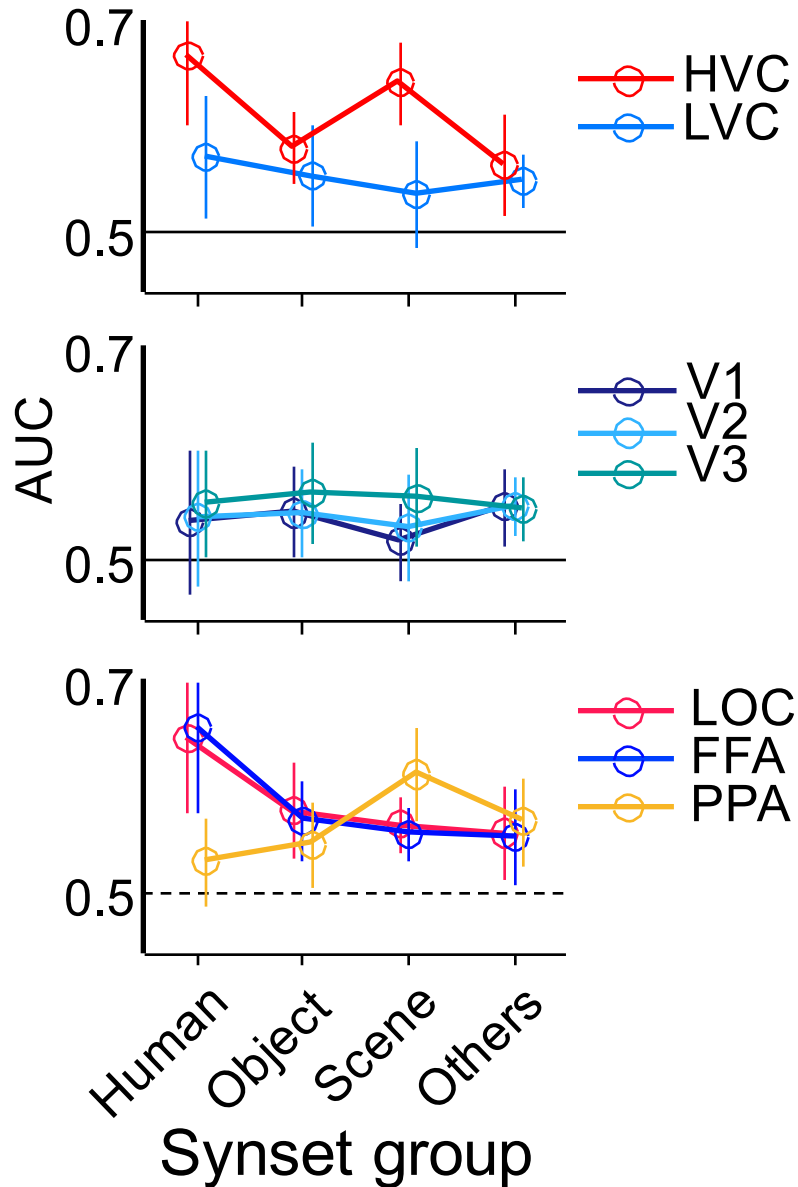 0.7
HVC
LVC
0.5
0.7
V1
V2
V3
AUC
0.5
0.7
LOC
FFA
PPA
0.5
Human
Object
Scene
Others
Synset group